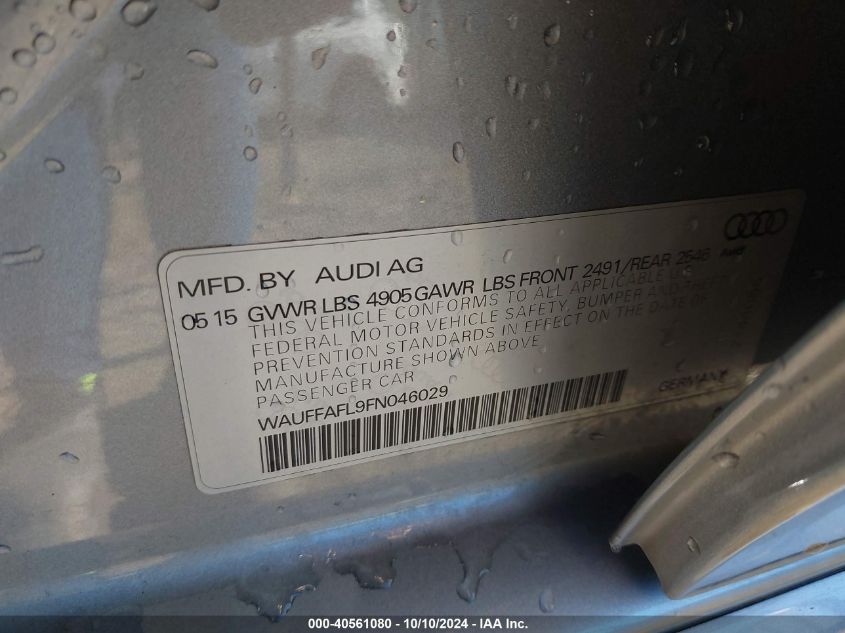 MFD. BY AUDI AG
05 15 GVWR LBS 4905 GAWR LBS FRONT 2491/REAR 2546
THIS VEHICLE CONFORMS TO ALL APPLICABLE U.S.
FEDERAL MOTOR VEHICLE SAFETY, BUMPER AND THEFT
PREVENTION STANDARDS IN EFFECT ON THE DATE OF
MANUFACTURE SHOWN ABOVE
PASSENGER CAR
WAUFFAFL9FN046029
GERMANY
000-40561080 - 10/10/2024 - IAA Inc.